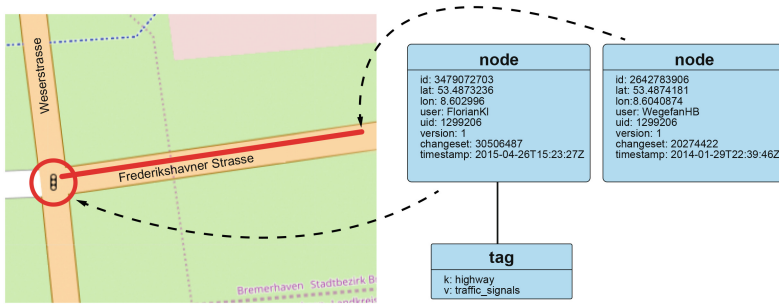 Weserstrasse
Frederikshavner Strasse
Bremerhaven Stadtbezirk
Landkreis
node
id: 3479072703
lat: 53.4873236
lon: 8.602996
user: FlorianKl
uid: 1299206
version: 1
changeset: 30506487
timestamp: 2015-04-26T15:23:27Z
node
id: 2642783906
lat: 53.4874181
lon:8.6040874
user: WegefanHB
uid: 1299206
version: 1
changeset: 20274422
timestamp: 2014-01-29T22:39:46Z
tag
k: highway
v: traffic_signals